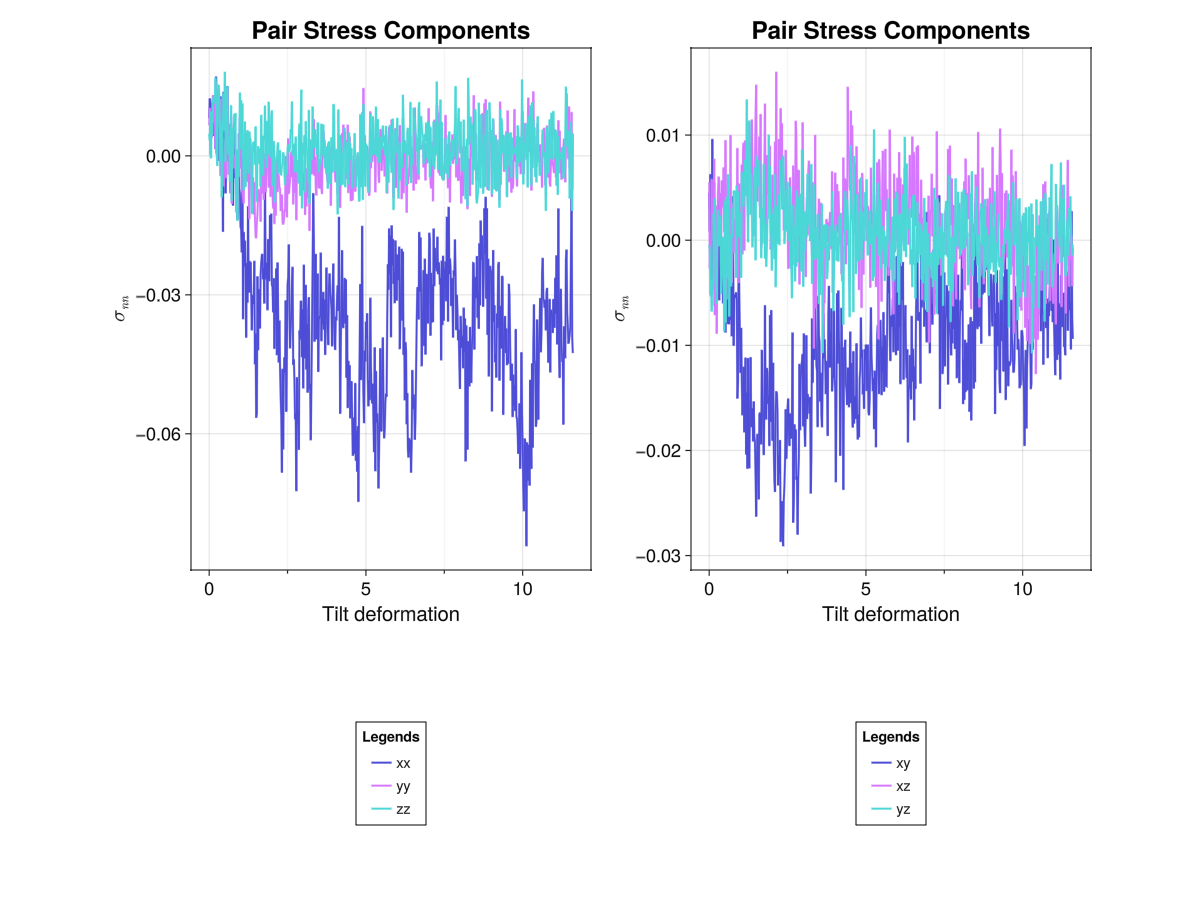 Pair Stress Components
0.00
−0.03
−0.06
σnn
0 5 10
Tilt deformation
Legends
xx
yy
zz
Pair Stress Components
0.01
0.00
−0.01
−0.02
−0.03
σnn
0 5 10
Tilt deformation
Legends
xy
xz
yz